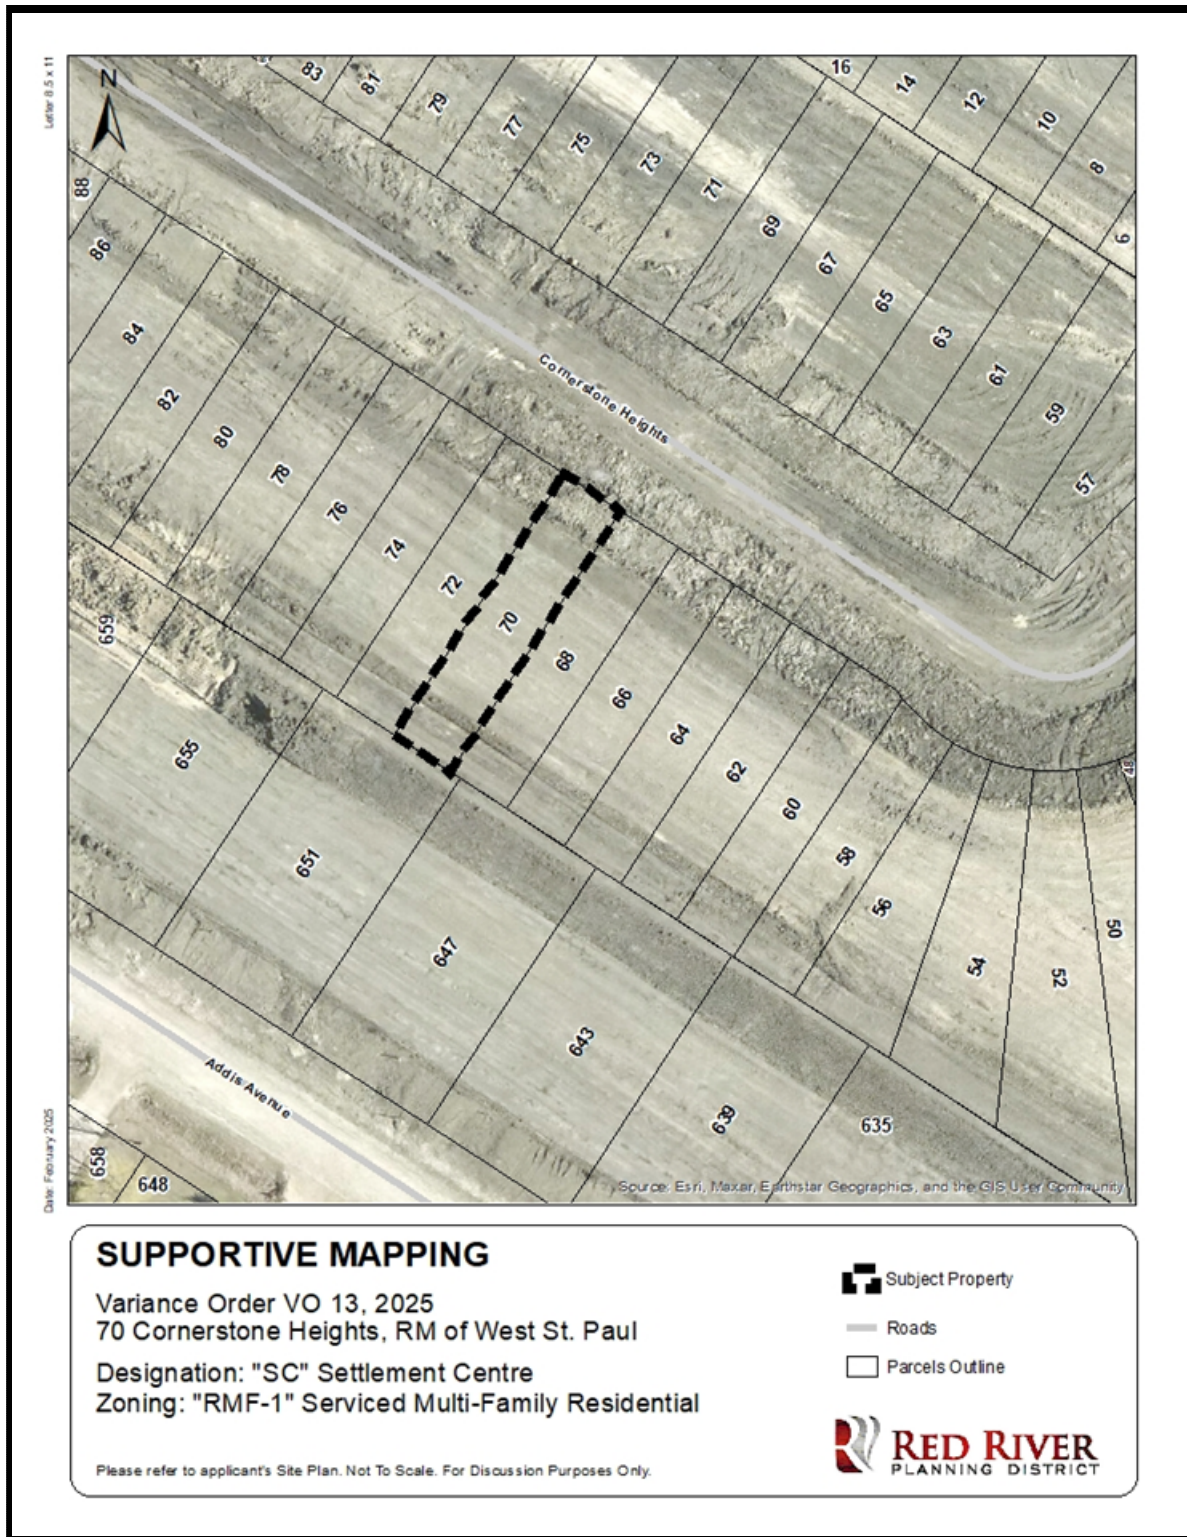 Letter 8.5 x 11
N
83
81
79
77
75
73
71
69
67
65
63
61
59
57
16
14
12
10
8
6
88
86
84
82
80
78
76
74
72
70
68
66
64
62
60
58
56
54
52
50
48
Cornerstone Heights
659
655
651
647
643
639
635
Addis Avenue
658
648
Source: Esri, Maxar, Earthstar Geographics, and the GIS User Community
Date: February 2025
SUPPORTIVE MAPPING
Variance Order VO 13, 2025
70 Cornerstone Heights, RM of West St. Paul
Designation: "SC" Settlement Centre
Zoning: "RMF-1" Serviced Multi-Family Residential
Please refer to applicant's Site Plan. Not To Scale. For Discussion Purposes Only.
Subject Property
Roads
Parcels Outline
RED RIVER
PLANNING DISTRICT